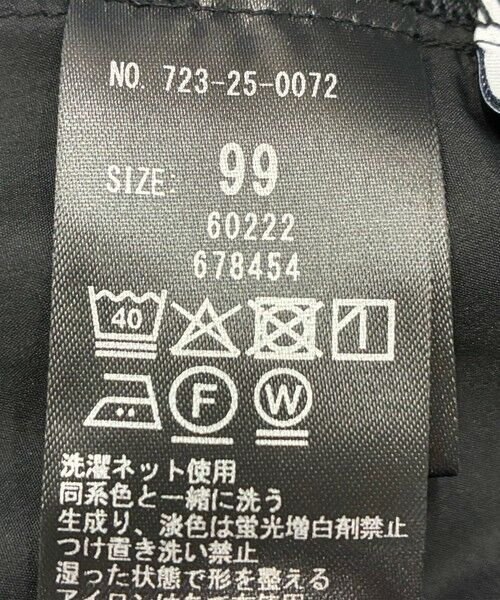 NO. 723-25-0072
SIZE: 99
60222
678454
40
F W
洗濯ネット使用
同系色と一緒に洗う
生成り、淡色は蛍光増白剤禁止
つけ置き洗い禁止
湿った状態で形を整える